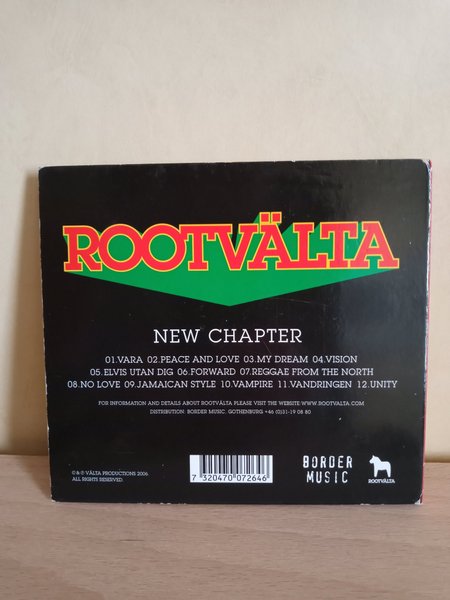 ROOTVÄLTA
NEW CHAPTER
01.VARA 02.PEACE AND LOVE 03.MY DREAM 04.VISION
05.ELVIS UTAN DIG 06.FORWARD 07.REGGAE FROM THE NORTH
08.NO LOVE 09.JAMAICAN STYLE 10.VAMPIRE 11.VANDRINGEN 12.UNITY
FOR INFORMATION AND DETAILS ABOUT ROOTVÄLTA PLEASE VISIT THE WEBSITE:WWW.ROOTVALTA.COM
DISTRIBUTION: BORDER MUSIC, GOTHENBURG +46 (0)31-19 08 80
© & ℗ VÄLTA PRODUCTIONS 2006.
ALL RIGHTS RESERVED.
7 320470 072646
BORDER
MUSIC
ROOTVÄLTA